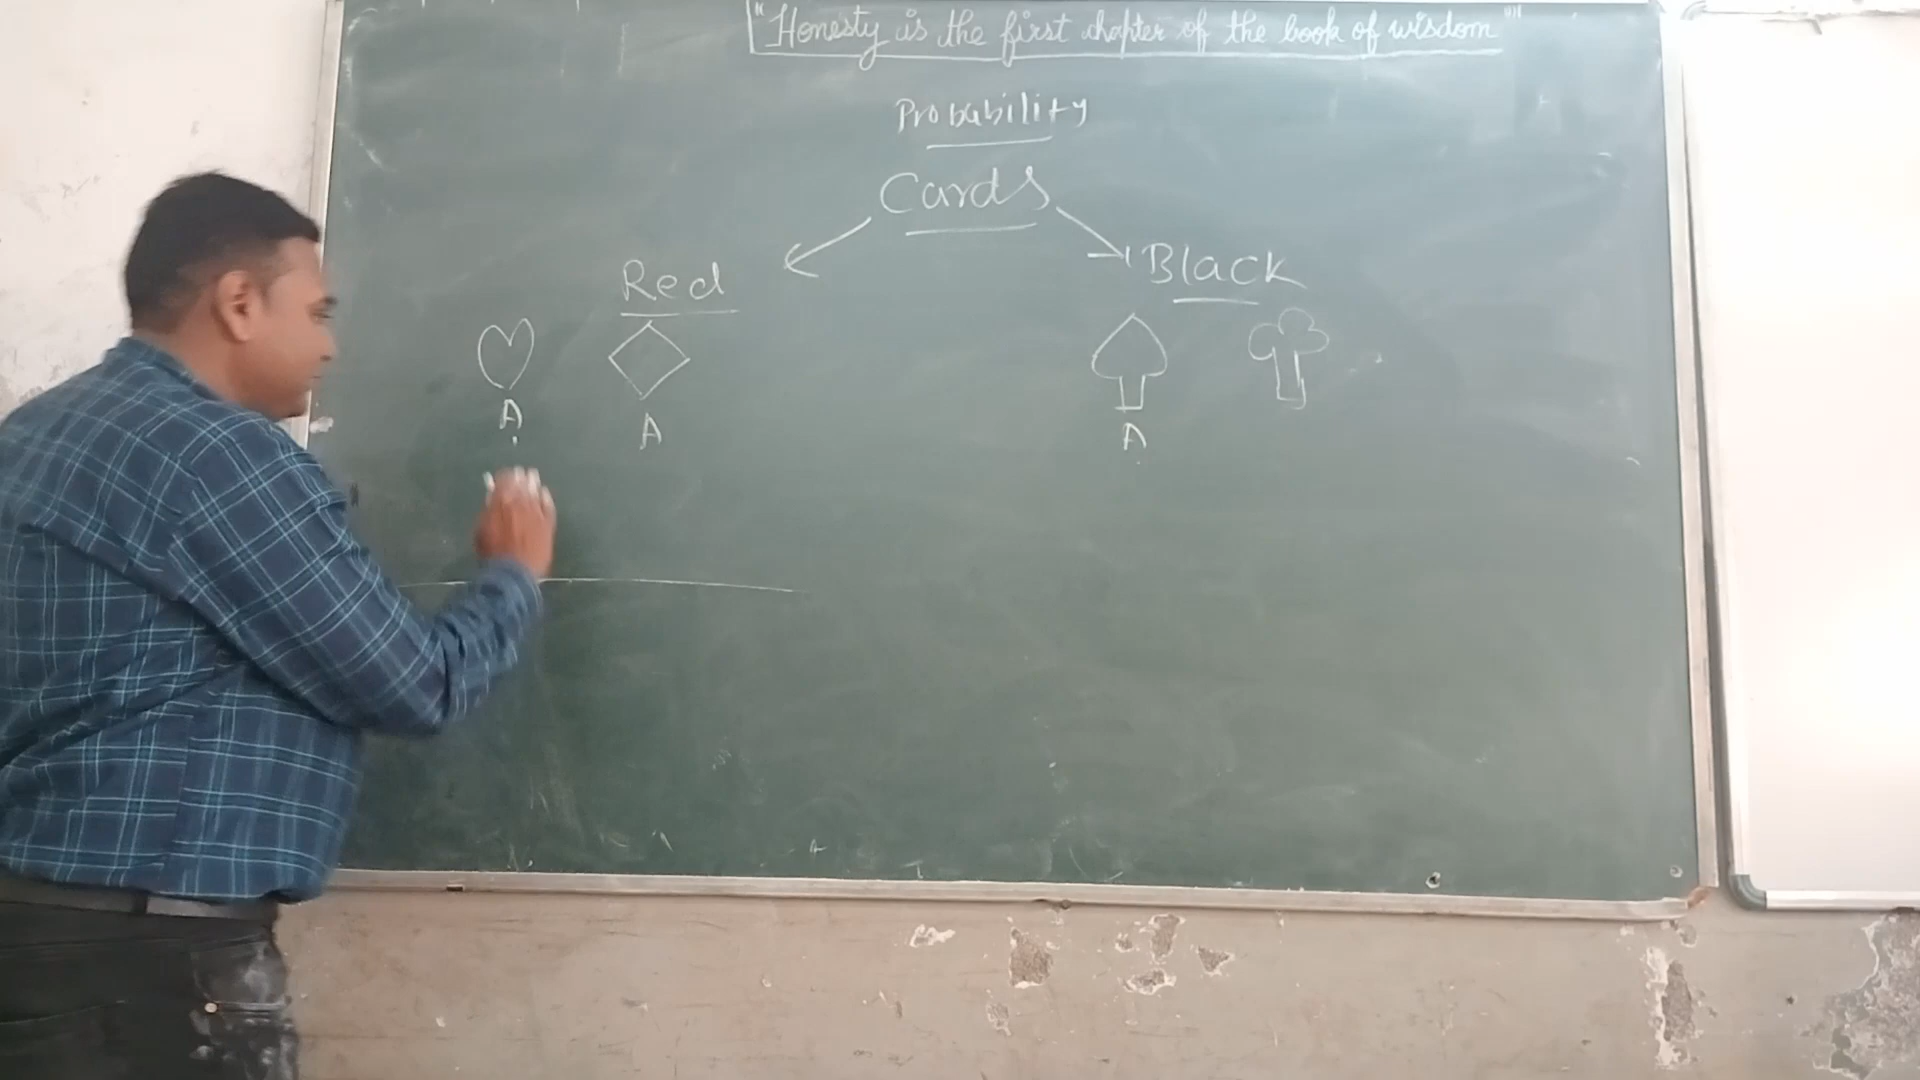 "Honesty is the first chapter of the book of wisdom"
Probability
Cards
Red Black
A A A